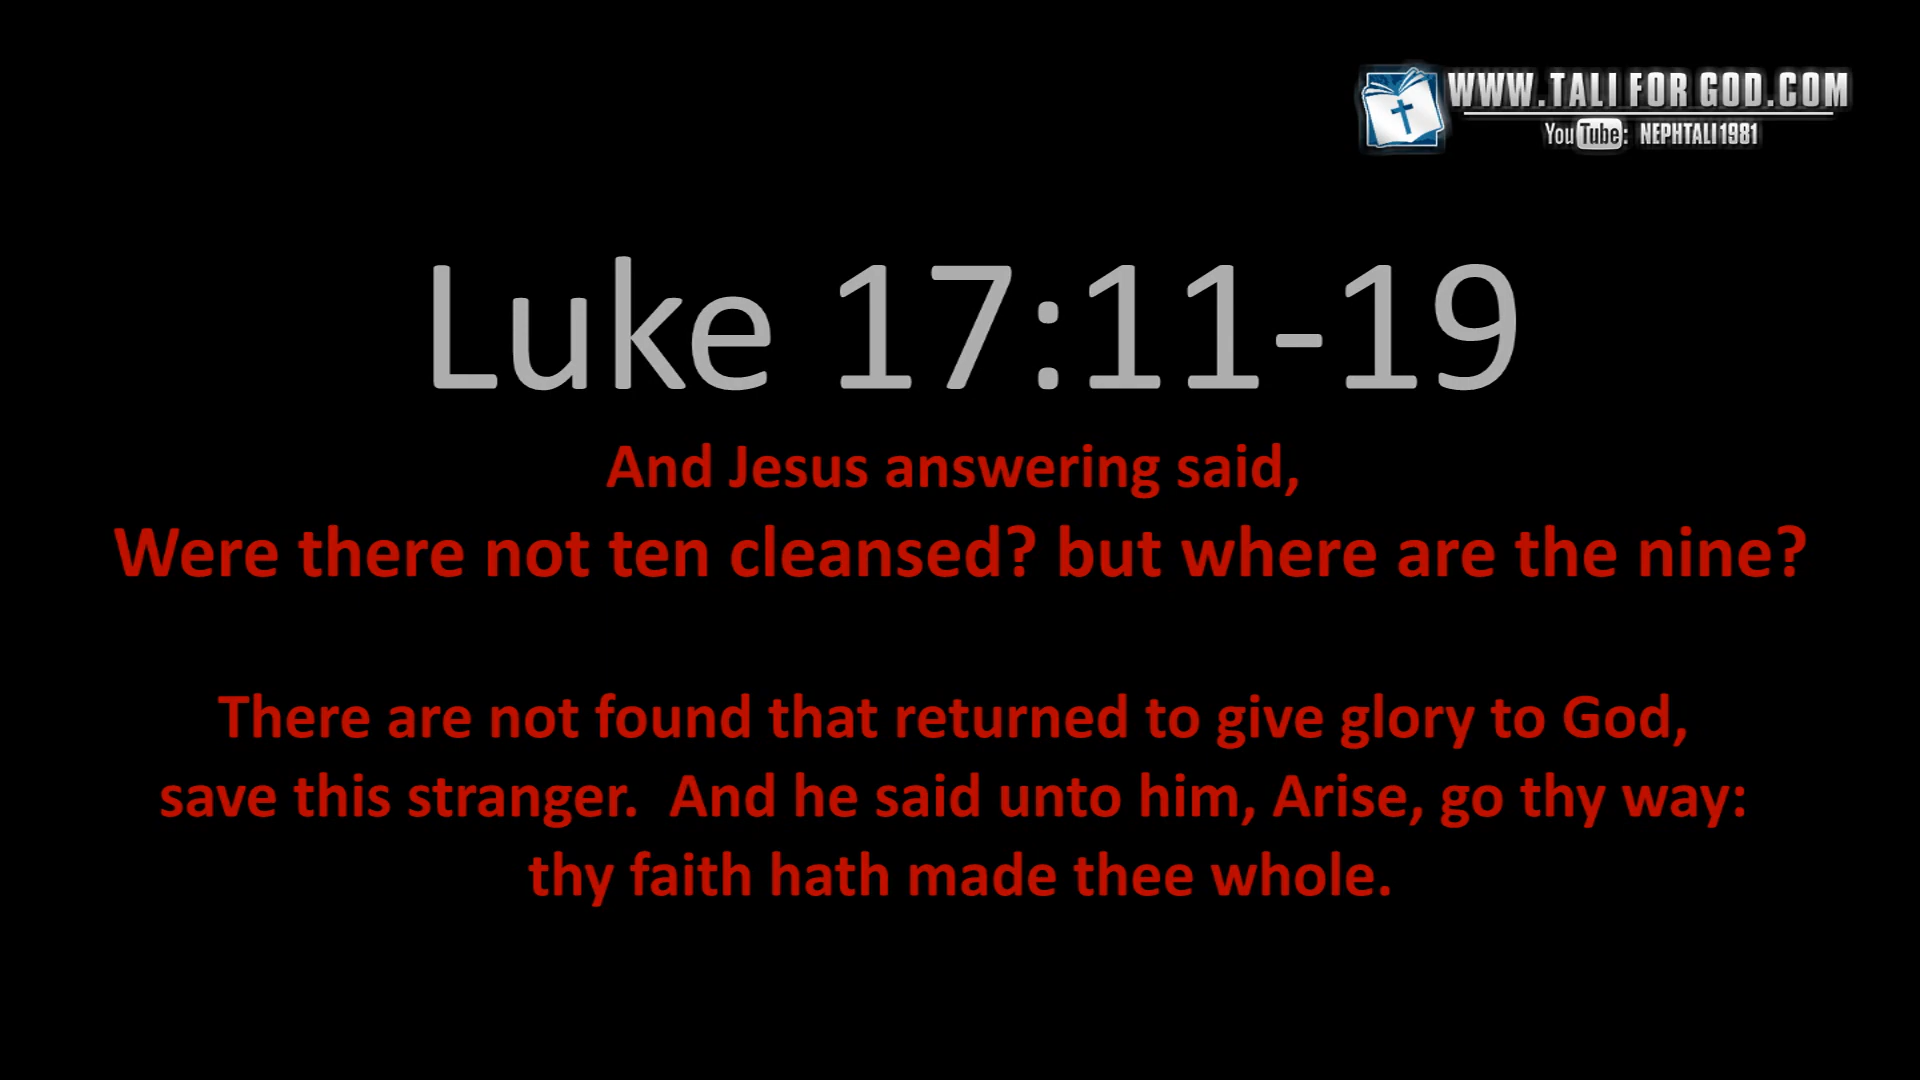 WWW.TALI FOR GOD.COM
YouTube: NEPHTALI1981
Luke 17:11-19
And Jesus answering said,
Were there not ten cleansed? but where are the nine?
There are not found that returned to give glory to God,
save this stranger.  And he said unto him, Arise, go thy way:
thy faith hath made thee whole.